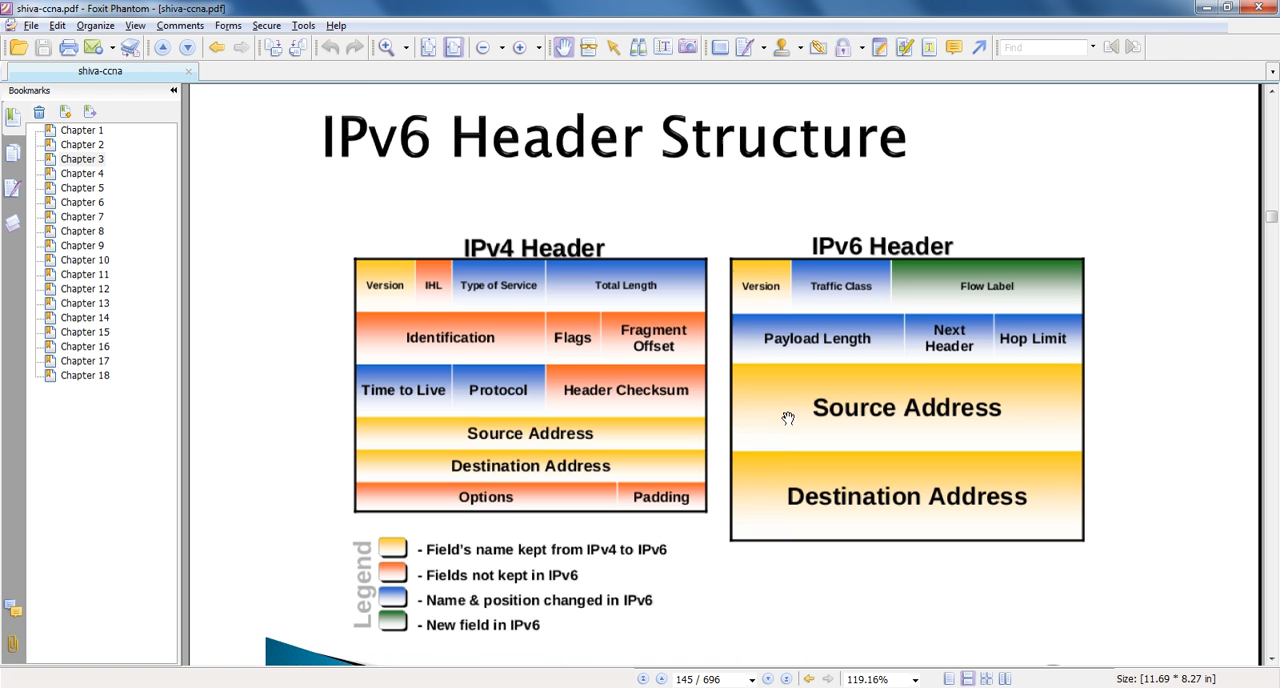 shiva-ccna.pdf - Foxit Phantom - [shiva-ccna.pdf]
File Edit Organize View Comments Forms Secure Tools Help
Find
shiva-ccna
Bookmarks
Chapter 1
Chapter 2
Chapter 3
Chapter 4
Chapter 5
Chapter 6
Chapter 7
Chapter 8
Chapter 9
Chapter 10
Chapter 11
Chapter 12
Chapter 13
Chapter 14
Chapter 15
Chapter 16
Chapter 17
Chapter 18
IPv6 Header Structure
IPv4 Header
Version IHL Type of Service Total Length
Identification Flags Fragment
Offset
Time to Live Protocol Header Checksum
Source Address
Destination Address
Options Padding
IPv6 Header
Version Traffic Class Flow Label
Payload Length Next
Header Hop Limit
Source Address
Destination Address
Legend
- Field's name kept from IPv4 to IPv6
- Fields not kept in IPv6
- Name & position changed in IPv6
- New field in IPv6
145 / 696 119.16% Size: [11.69 * 8.27 in]